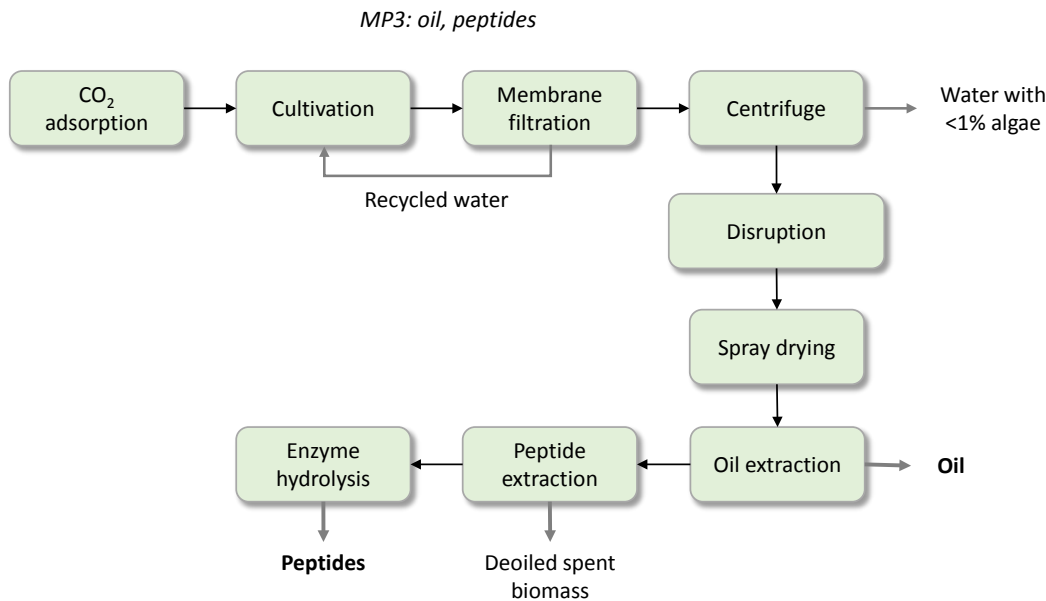 MP3: oil, peptides
CO₂
adsorption
Cultivation
Membrane
filtration
Centrifuge
Water with
<1% algae
Recycled water
Disruption
Spray drying
Enzyme
hydrolysis
Peptide
extraction
Oil extraction
Oil
Peptides
Deoiled spent
biomass